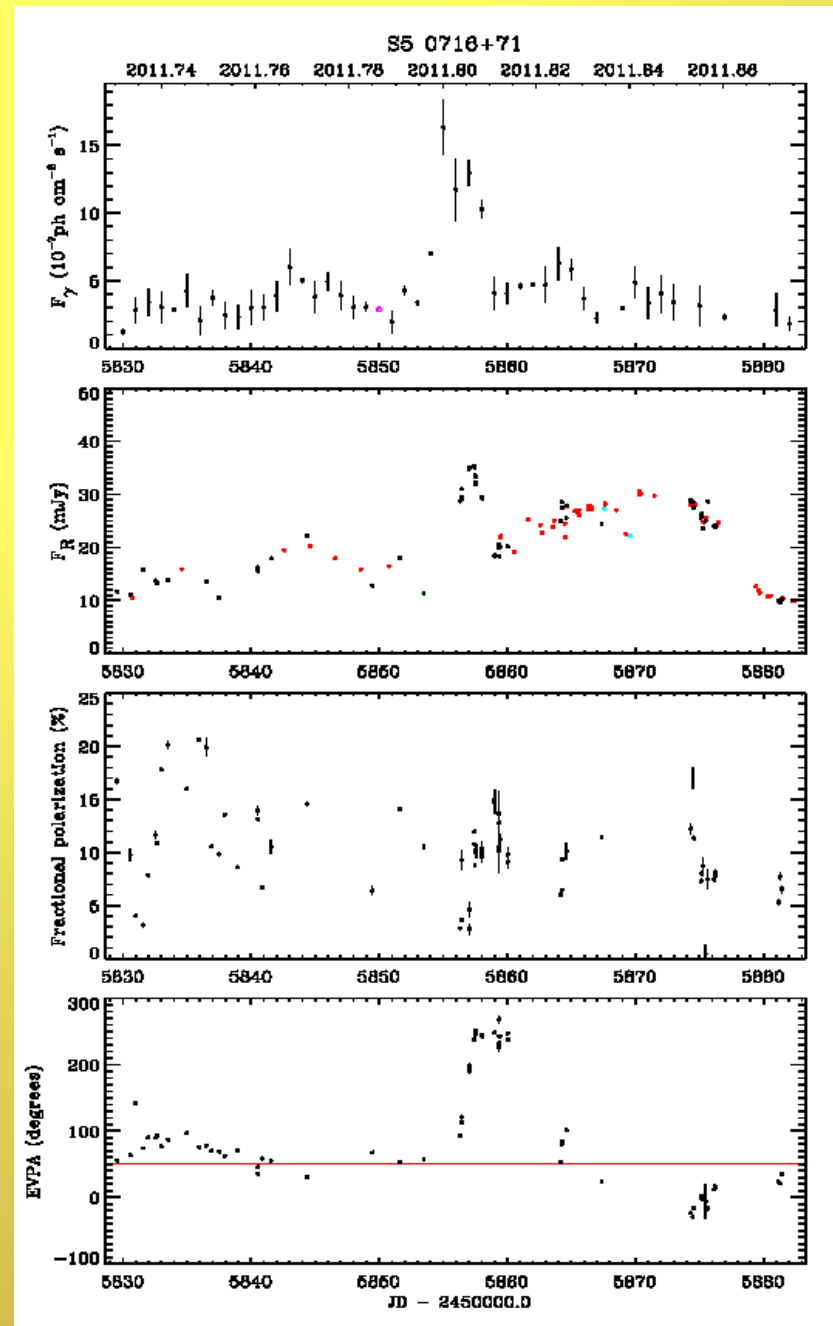 S5 0716+71
2011.74 2011.76 2011.78 2011.80 2011.82 2011.84 2011.86
Fγ (10⁻⁷ph cm⁻² s⁻¹)
15
10
5
0
5830 5840 5850 5860 5870 5880
F_R (mJy)
50
40
30
20
10
0
5830 5840 5850 5860 5870 5880
Fractional polarization (%)
25
20
15
10
5
0
5830 5840 5850 5860 5870 5880
EVPA (degrees)
300
200
100
0
-100
5830 5840 5850 5860 5870 5880
JD - 2450000.0